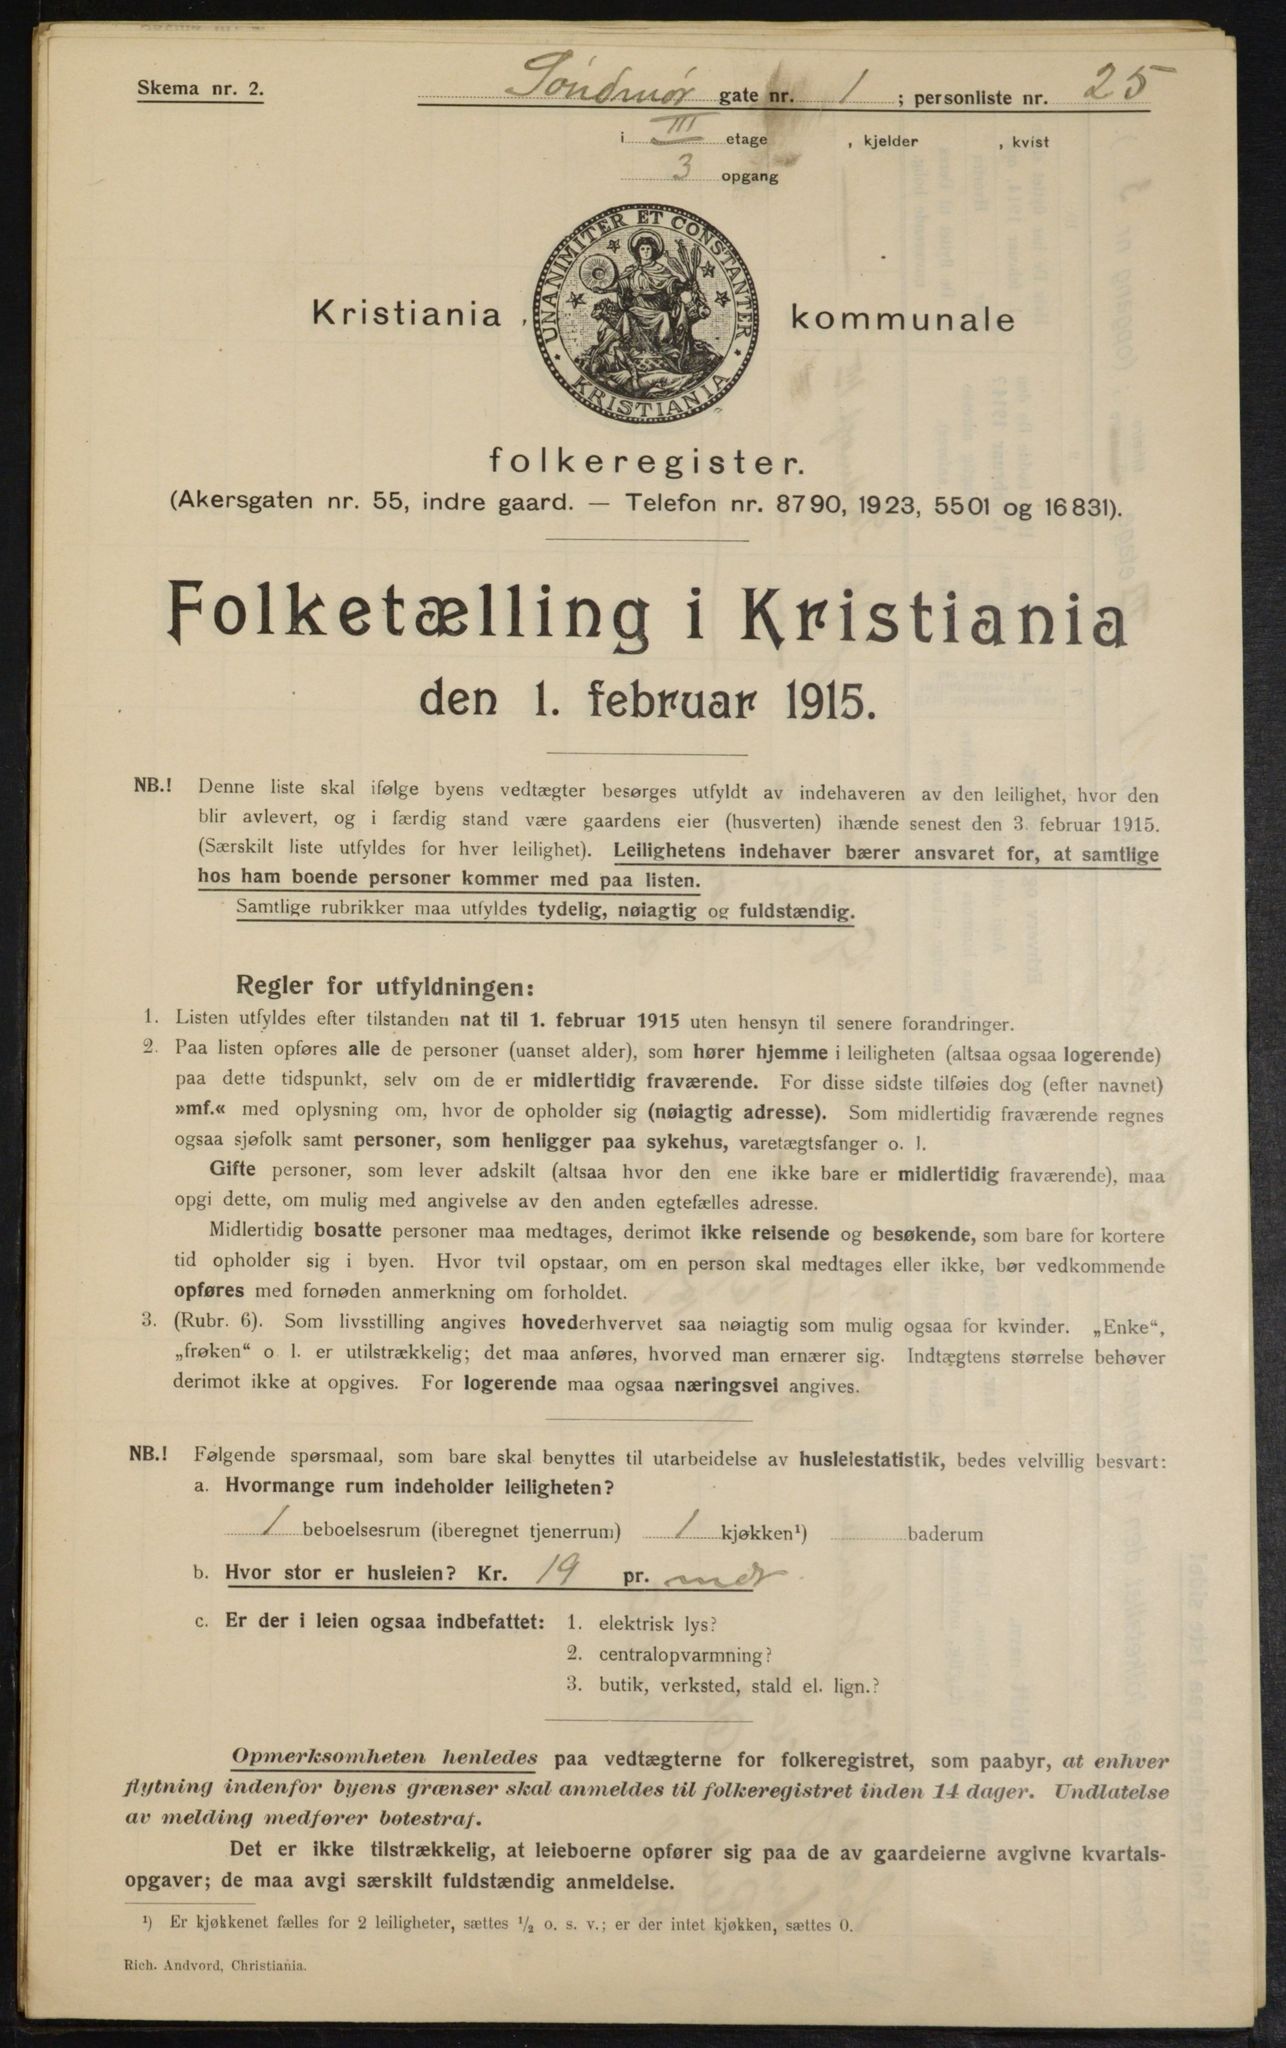 Skema nr. 2.
Söndmør gate nr. 1 ; personliste nr. 25
i III etage , kjelder , kvist
3 opgang
UNANIMITER ET CONSTANTER
KRISTIANIA
Kristiania kommunale
folkeregister.
(Akersgaten nr. 55, indre gaard. — Telefon nr. 8790, 1923, 5501 og 16831).
Folketælling i Kristiania
den 1. februar 1915.
NB.! Denne liste skal ifølge byens vedtægter besørges utfyldt av indehaveren av den leilighet, hvor den
blir avlevert, og i færdig stand være gaardens eier (husverten) ihænde senest den 3. februar 1915.
(Særskilt liste utfyldes for hver leilighet). Leilighetens indehaver bærer ansvaret for, at samtlige
hos ham boende personer kommer med paa listen.
Samtlige rubrikker maa utfyldes tydelig, nøiagtig og fuldstændig.
Regler for utfyldningen:
1. Listen utfyldes efter tilstanden nat til 1. februar 1915 uten hensyn til senere forandringer.
2. Paa listen opføres alle de personer (uanset alder), som hører hjemme i leiligheten (altsaa ogsaa logerende)
paa dette tidspunkt, selv om de er midlertidig fraværende. For disse sidste tilføies dog (efter navnet)
»mf.« med oplysning om, hvor de opholder sig (nøiagtig adresse). Som midlertidig fraværende regnes
ogsaa sjøfolk samt personer, som henligger paa sykehus, varetægtsfanger o. l.
Gifte personer, som lever adskilt (altsaa hvor den ene ikke bare er midlertidig fraværende), maa
opgi dette, om mulig med angivelse av den anden egtefælles adresse.
Midlertidig bosatte personer maa medtages, derimot ikke reisende og besøkende, som bare for kortere
tid opholder sig i byen. Hvor tvil opstaar, om en person skal medtages eller ikke, bør vedkommende
opføres med fornøden anmerkning om forholdet.
3. (Rubr. 6). Som livsstilling angives hovederhvervet saa nøiagtig som mulig ogsaa for kvinder. „Enke“,
„frøken“ o l. er utilstrækkelig; det maa anføres, hvorved man ernærer sig. Indtægtens størrelse behøver
derimot ikke at opgives. For logerende maa ogsaa næringsvei angives.
NB.! Følgende spørsmaal, som bare skal benyttes til utarbeidelse av husleiestatistik, bedes velvillig besvart:
a. Hvormange rum indeholder leiligheten?
1 beboelsesrum (iberegnet tjenerrum) 1 kjøkken¹) baderum
b. Hvor stor er husleien? Kr. 19 pr. mdr
c. Er der i leien ogsaa indbefattet: 1. elektrisk lys?
2. centralopvarmning?
3. butik, verksted, stald el. lign.?
Opmerksomheten henledes paa vedtægterne for folkeregistret, som paabyr, at enhver
flytning indenfor byens grænser skal anmeldes til folkeregistret inden 14 dager. Undlatelse
av melding medfører bøtestraf.
Det er ikke tilstrækkelig, at leieboerne opfører sig paa de av gaardeierne avgivne kvartals-
opgaver; de maa avgi særskilt fuldstændig anmeldelse.
¹) Er kjøkkenet fælles for 2 leiligheter, sættes ½ o. s. v.; er der intet kjøkken, sættes 0.
Rich. Andvord, Christiania.